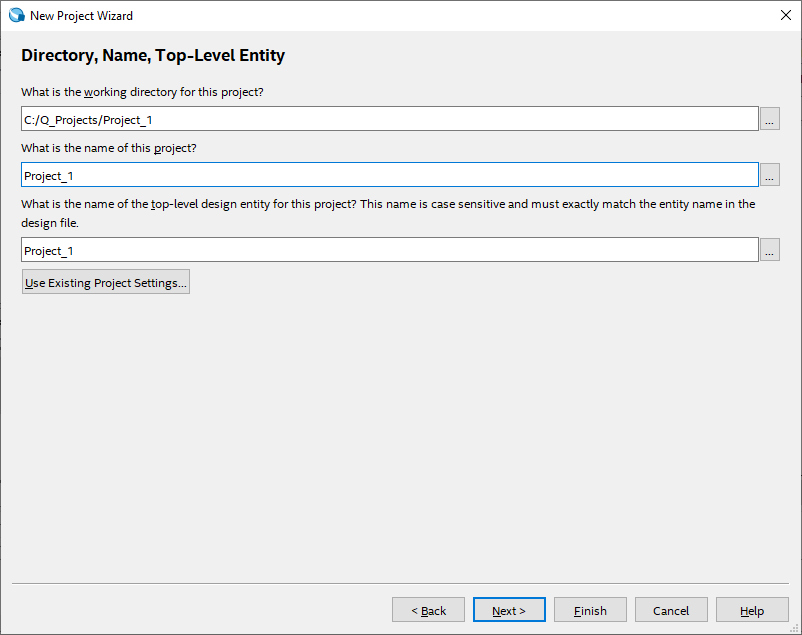 New Project Wizard
Directory, Name, Top-Level Entity
What is the working directory for this project?
C:/Q_Projects/Project_1
...
What is the name of this project?
Project_1
...
What is the name of the top-level design entity for this project? This name is case sensitive and must exactly match the entity name in the
design file.
Project_1
...
Use Existing Project Settings...
< Back
Next >
Finish
Cancel
Help